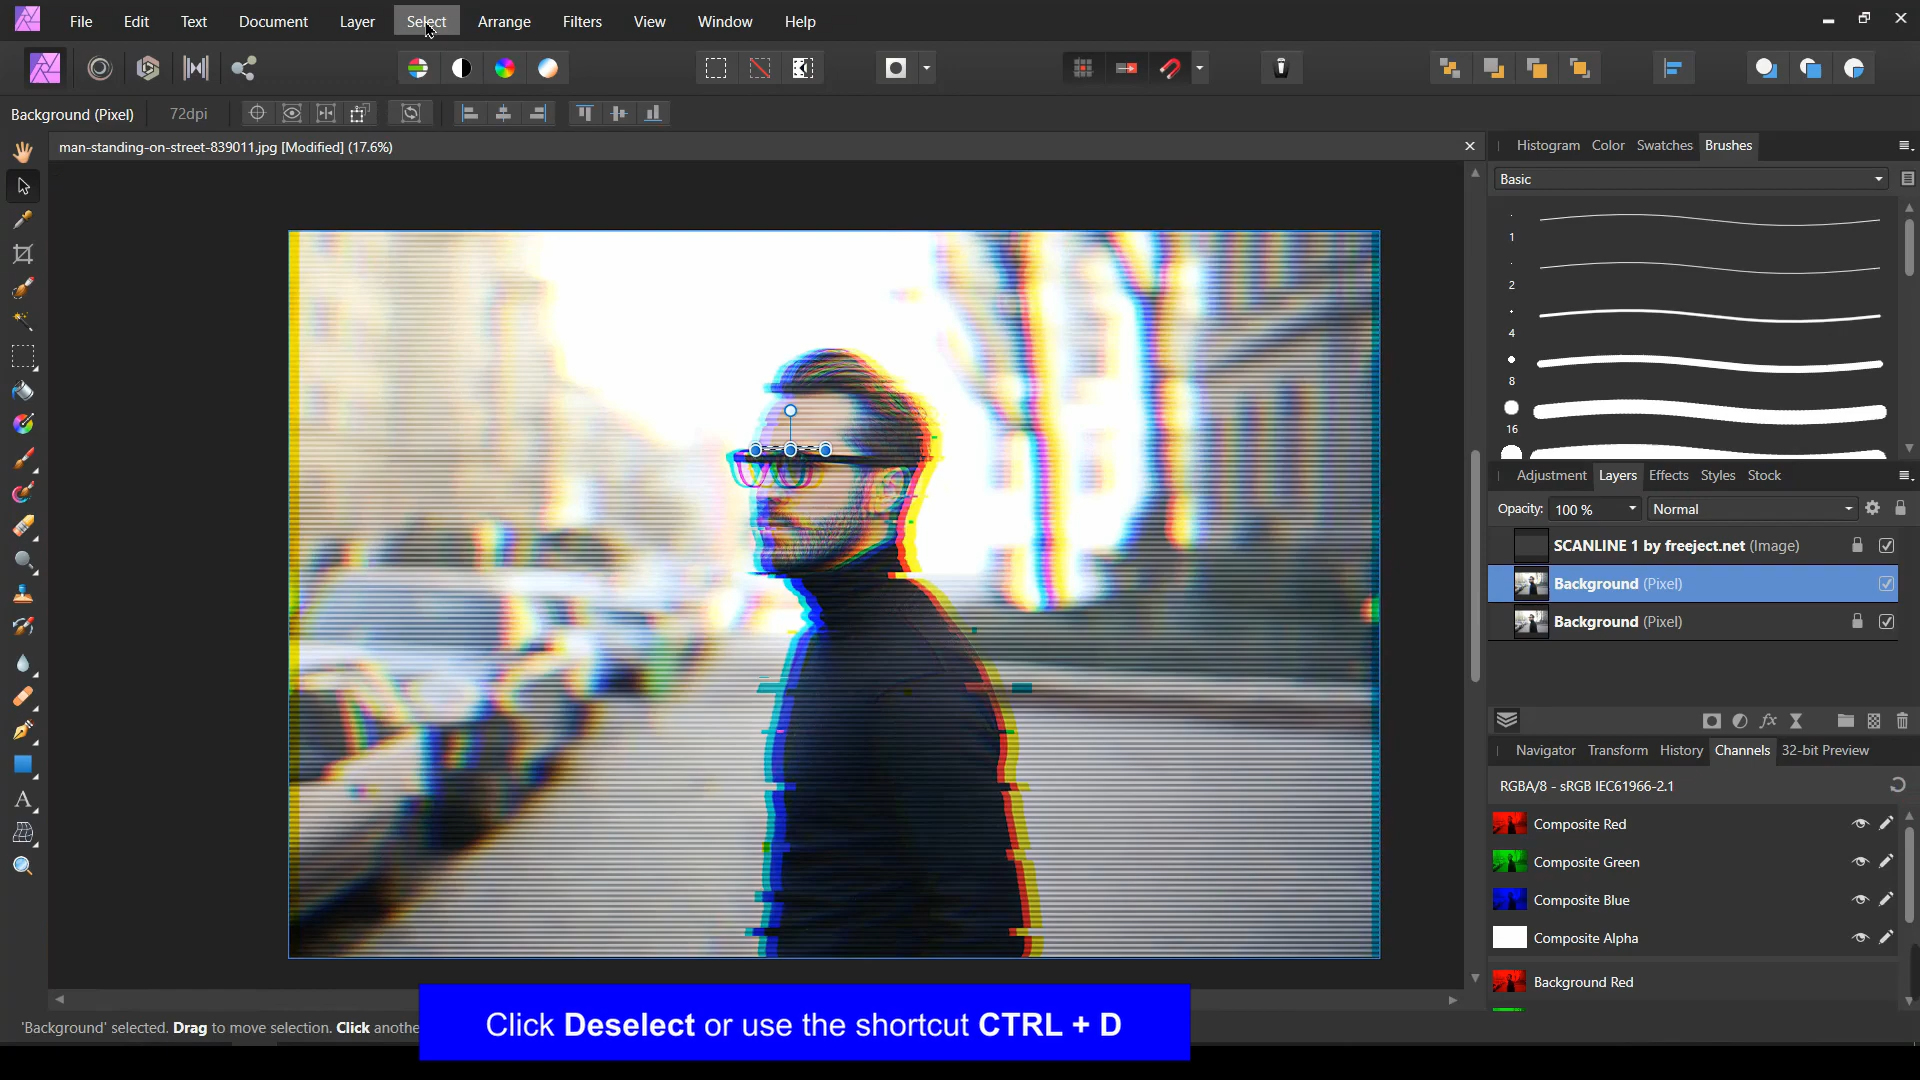 File Edit Text Document Layer Select Arrange Filters View Window Help
Background (Pixel) 72dpi
man-standing-on-street-839011.jpg [Modified] (17.6%)
Histogram Color Swatches Brushes
Basic
1
2
4
8
16
Adjustment Layers Effects Styles Stock
Opacity: 100 % Normal
SCANLINE 1 by freeject.net (Image)
Background (Pixel)
Background (Pixel)
Navigator Transform History Channels 32-bit Preview
RGBA/8 - sRGB IEC61966-2.1
Composite Red
Composite Green
Composite Blue
Composite Alpha
Background Red
'Background' selected. Drag to move selection. Click anothe
Click Deselect or use the shortcut CTRL + D